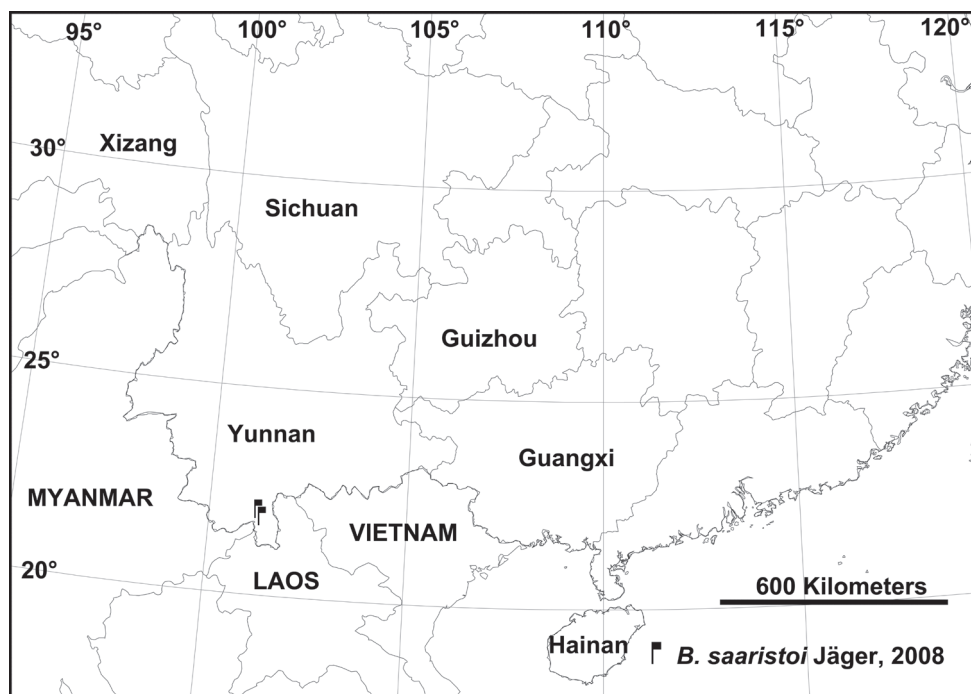 95° 100° 105° 110° 115° 120°
Xizang
30°
Sichuan
Guizhou
25°
Yunnan
Guangxi
MYANMAR
VIETNAM
20°
LAOS
600 Kilometers
Hainan
B. saaristoi Jäger, 2008